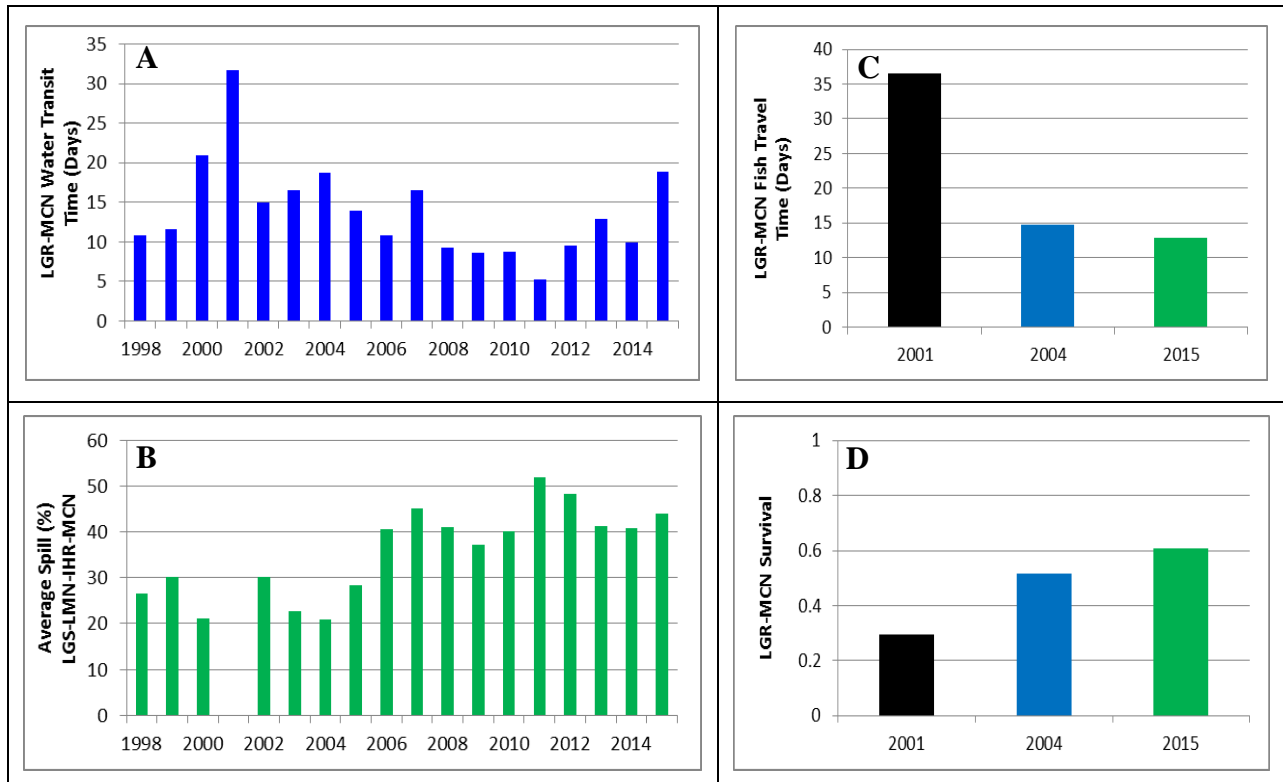 A
LGR-MCN Water Transit
Time (Days)
35
30
25
20
15
10
5
0
1998 2000 2002 2004 2006 2008 2010 2012 2014
C
LGR-MCN Fish Travel
Time (Days)
40
35
30
25
20
15
10
5
0
2001 2004 2015
B
Average Spill (%)
LGS-LMN-IHR-MCN
60
50
40
30
20
10
0
1998 2000 2002 2004 2006 2008 2010 2012 2014
D
LGR-MCN Survival
1
0.8
0.6
0.4
0.2
0
2001 2004 2015